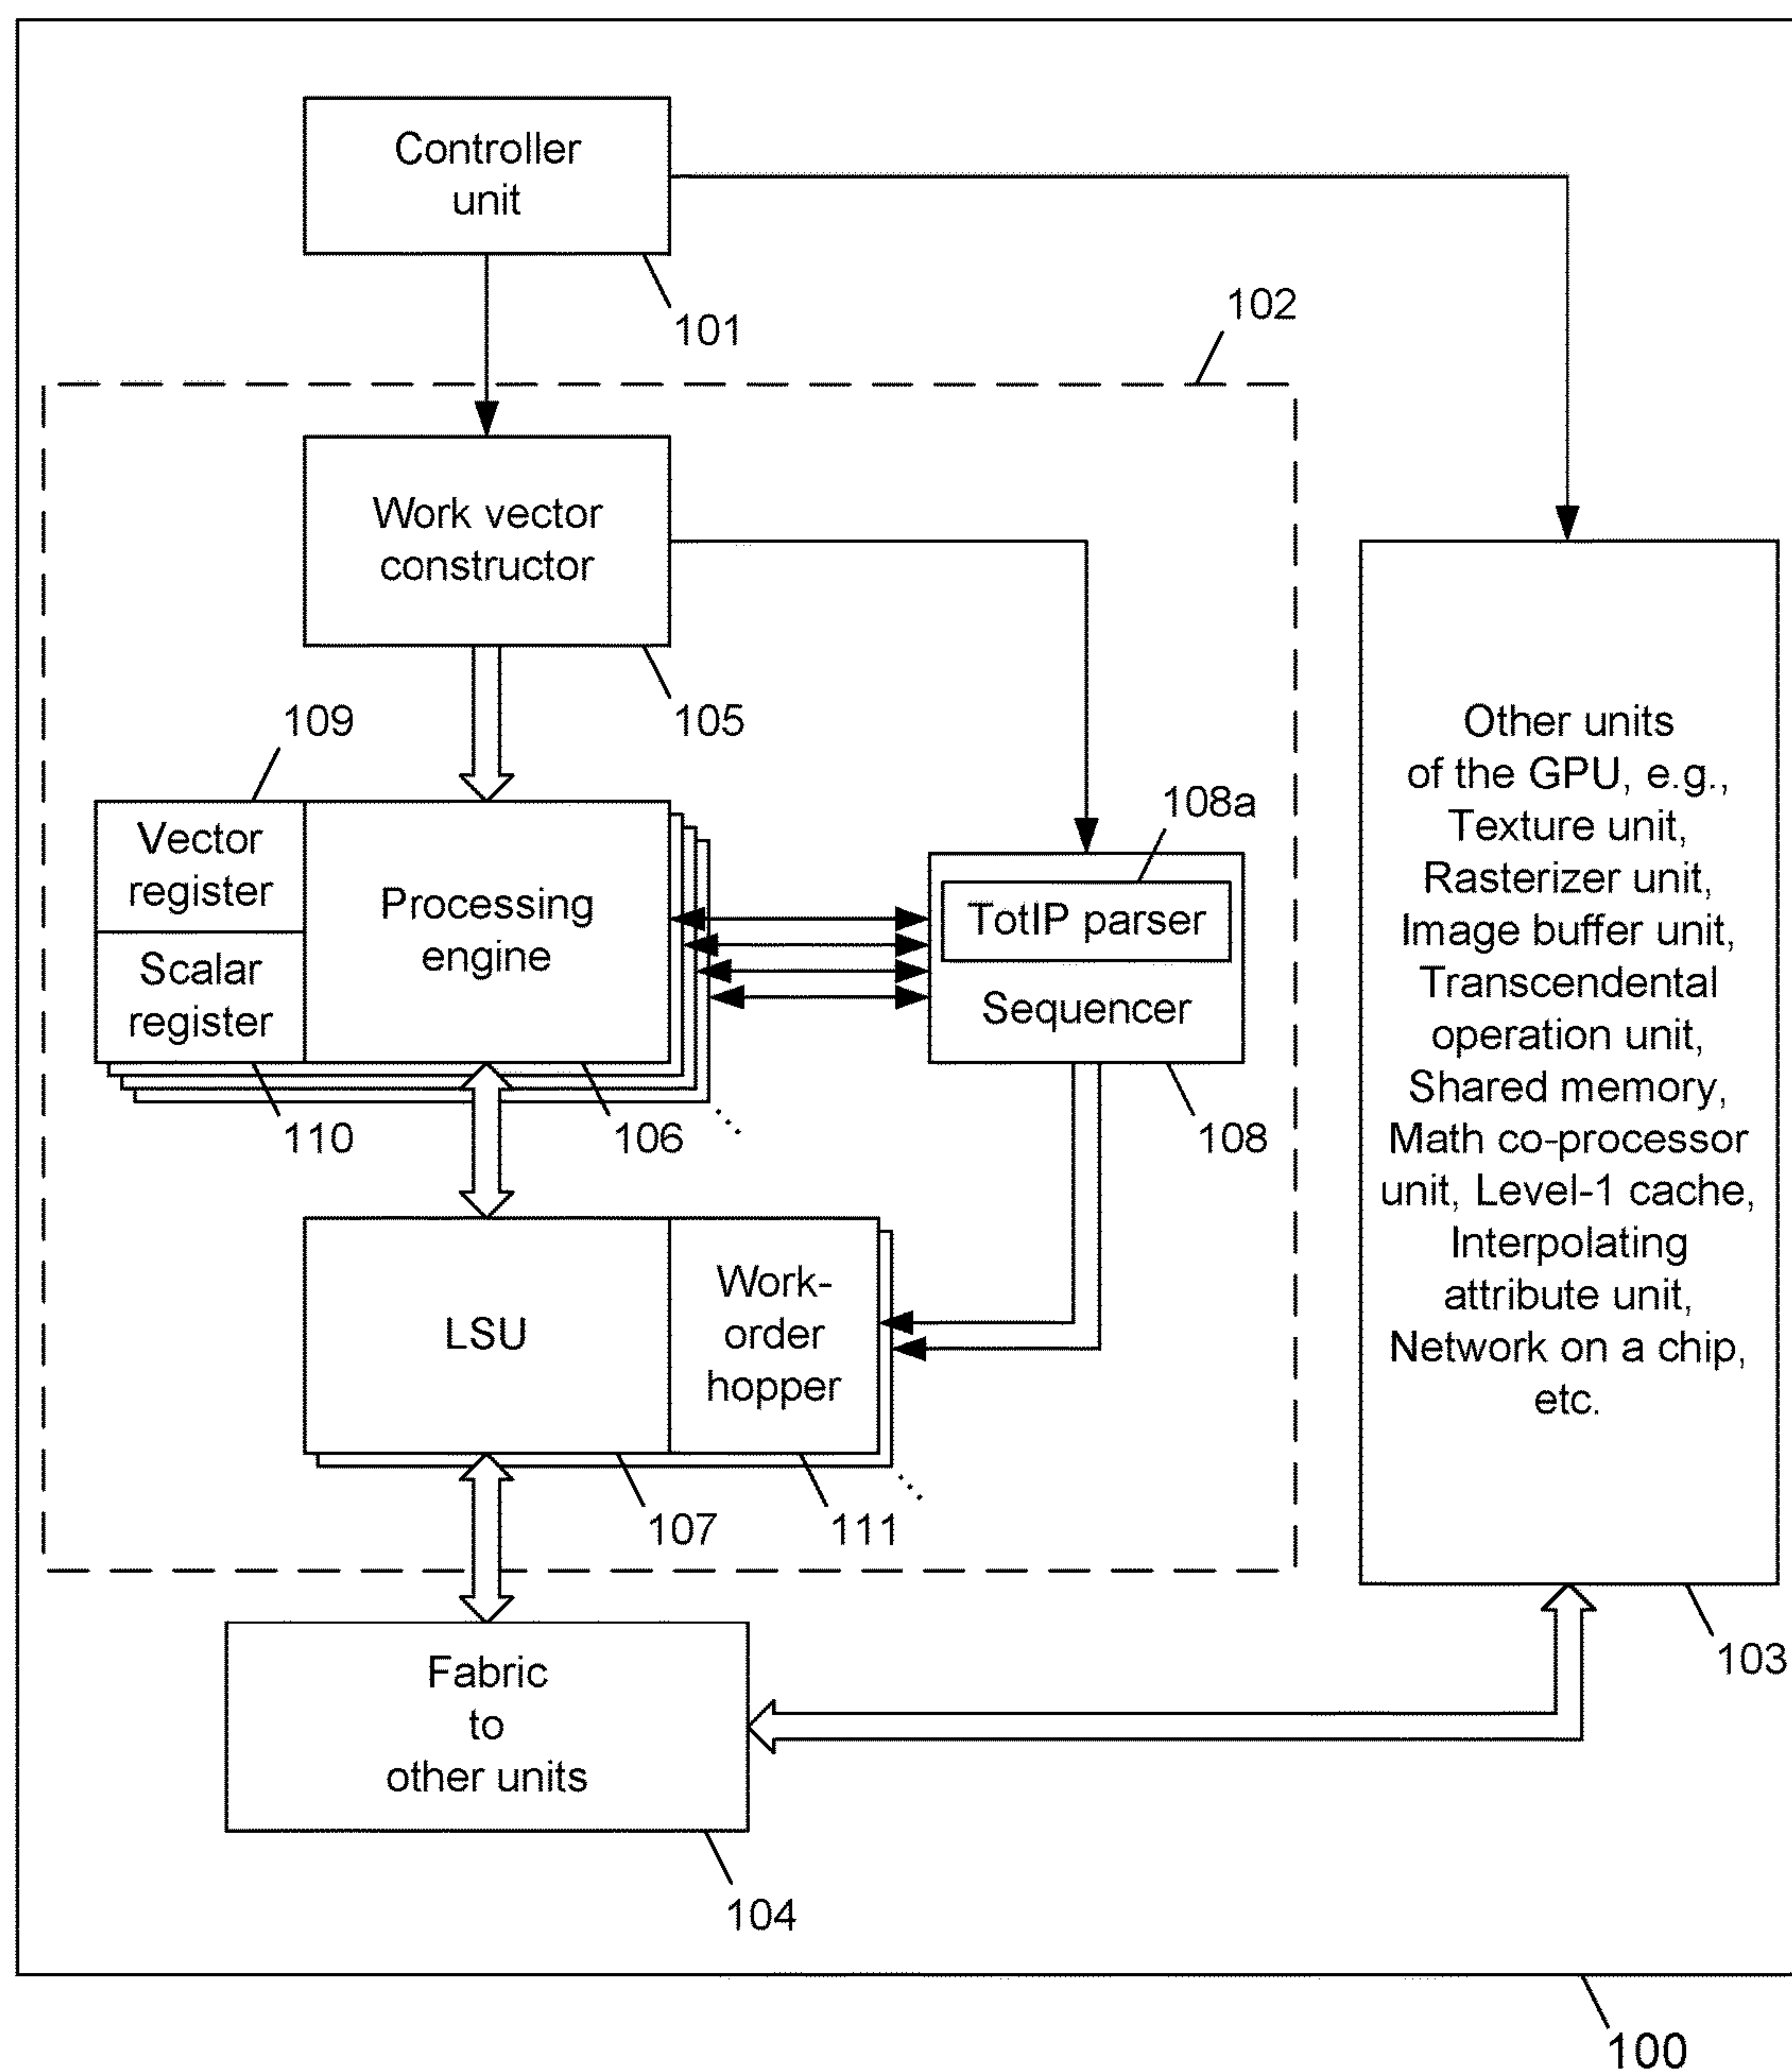 Controller
unit
101
102
Work vector
constructor
105
109
Vector
register
Scalar
register
Processing
engine
108a
TotIP parser
Sequencer
110
106
...
108
LSU
Work-
order
hopper
107
111
...
Other units
of the GPU, e.g.,
Texture unit,
Rasterizer unit,
Image buffer unit,
Transcendental
operation unit,
Shared memory,
Math co-processor
unit, Level-1 cache,
Interpolating
attribute unit,
Network on a chip,
etc.
103
Fabric
to
other units
104
100